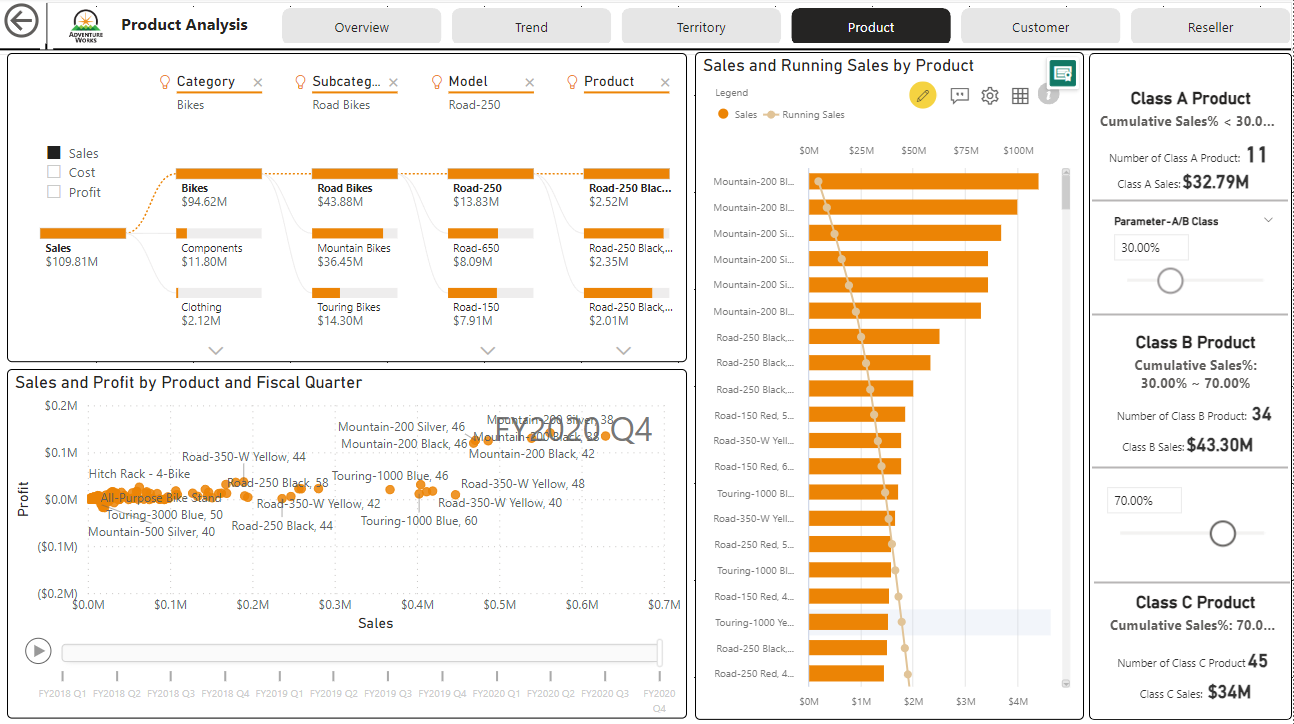 ADVENTURE WORKS
Product Analysis
Overview
Trend
Territory
Product
Customer
Reseller
Category
Bikes
Subcateg...
Road Bikes
Model
Road-250
Product
Sales
Cost
Profit
Sales
$109.81M
Bikes
$94.62M
Components
$11.80M
Clothing
$2.12M
Road Bikes
$43.88M
Mountain Bikes
$36.45M
Touring Bikes
$14.30M
Road-250
$13.83M
Road-650
$8.09M
Road-150
$7.91M
Road-250 Blac...
$2.52M
Road-250 Black,...
$2.35M
Road-250 Black,...
$2.01M
Sales and Profit by Product and Fiscal Quarter
FY2020 Q4
Profit
$0.2M
$0.1M
$0.0M
($0.1M)
($0.2M)
Mountain-200 Silver, 38
Mountain-200 Silver, 46
Mountain-200 Black, 38
Mountain-200 Black, 46
Mountain-200 Black, 42
Road-350-W Yellow, 44
Hitch Rack - 4-Bike
Touring-1000 Blue, 46
Road-250 Black, 58
Road-350-W Yellow, 48
All-Purpose Bike Stand
Road-350-W Yellow, 42
Road-350-W Yellow, 40
Touring-3000 Blue, 50
Touring-1000 Blue, 60
Road-250 Black, 44
Mountain-500 Silver, 40
$0.0M
$0.1M
$0.2M
$0.3M
$0.4M
$0.5M
$0.6M
$0.7M
Sales
FY2018 Q1
FY2018 Q2
FY2018 Q3
FY2018 Q4
FY2019 Q1
FY2019 Q2
FY2019 Q3
FY2019 Q4
FY2020 Q1
FY2020 Q2
FY2020 Q3
FY2020 Q4
Sales and Running Sales by Product
Legend
Sales
Running Sales
$0M
$25M
$50M
$75M
$100M
Mountain-200 Bl...
Mountain-200 Bl...
Mountain-200 Si...
Mountain-200 Si...
Mountain-200 Si...
Mountain-200 Bl...
Road-250 Black,...
Road-250 Black,...
Road-250 Black,...
Road-150 Red, 5...
Road-350-W Yell...
Road-150 Red, 6...
Touring-1000 Bl...
Road-350-W Yell...
Road-250 Red, 5...
Touring-1000 Bl...
Road-150 Red, 4...
Touring-1000 Ye...
Road-250 Black,...
Road-250 Red, 4...
$0M
$1M
$2M
$3M
$4M
Class A Product
Cumulative Sales% < 30.0...
Number of Class A Product: 11
Class A Sales: $32.79M
Parameter-A/B Class
30.00%
Class B Product
Cumulative Sales%:
30.00% ~ 70.00%
Number of Class B Product: 34
Class B Sales: $43.30M
70.00%
Class C Product
Cumulative Sales%: 70.0...
Number of Class C Product 45
Class C Sales: $34M